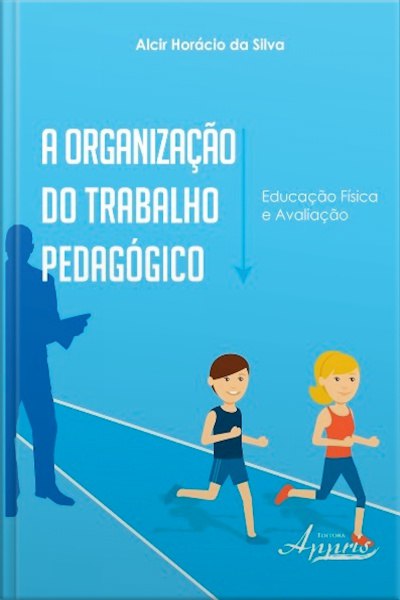 Alcir Horácio da Silva
A ORGANIZAÇÃO
DO TRABALHO
PEDAGÓGICO
Educação Física
e Avaliação
EDITORA
Appris